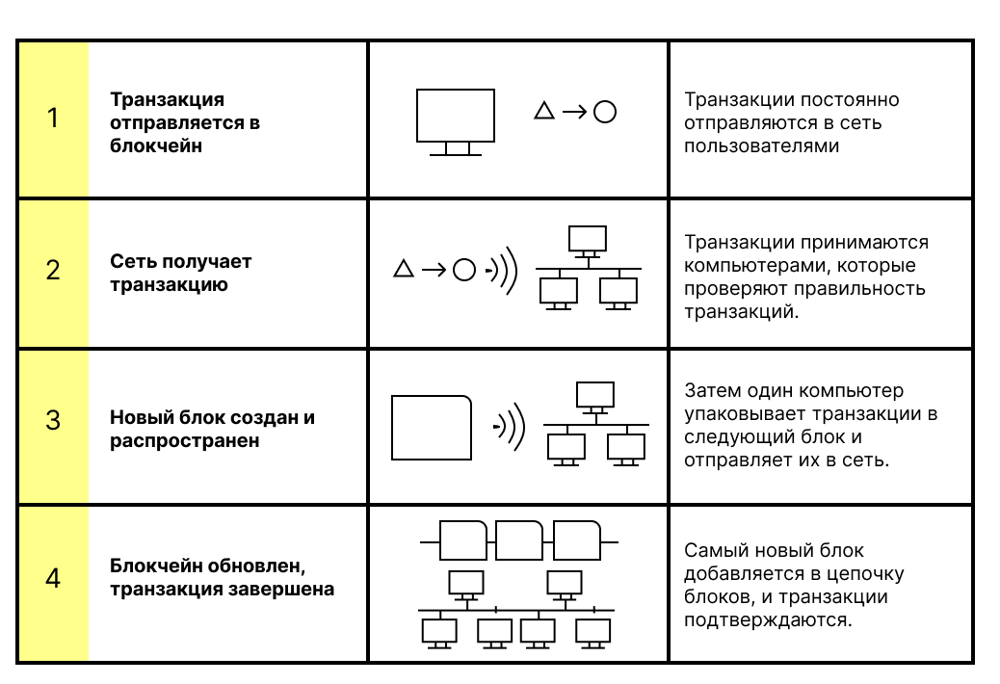 1
Транзакция
отправляется в
блокчейн
Транзакции постоянно
отправляются в сеть
пользователями
2
Сеть получает
транзакцию
Транзакции принимаются
компьютерами, которые
проверяют правильность
транзакций.
3
Новый блок создан и
распространен
Затем один компьютер
упаковывает транзакции в
следующий блок и
отправляет их в сеть.
4
Блокчейн обновлен,
транзакция завершена
Самый новый блок
добавляется в цепочку
блоков, и транзакции
подтверждаются.